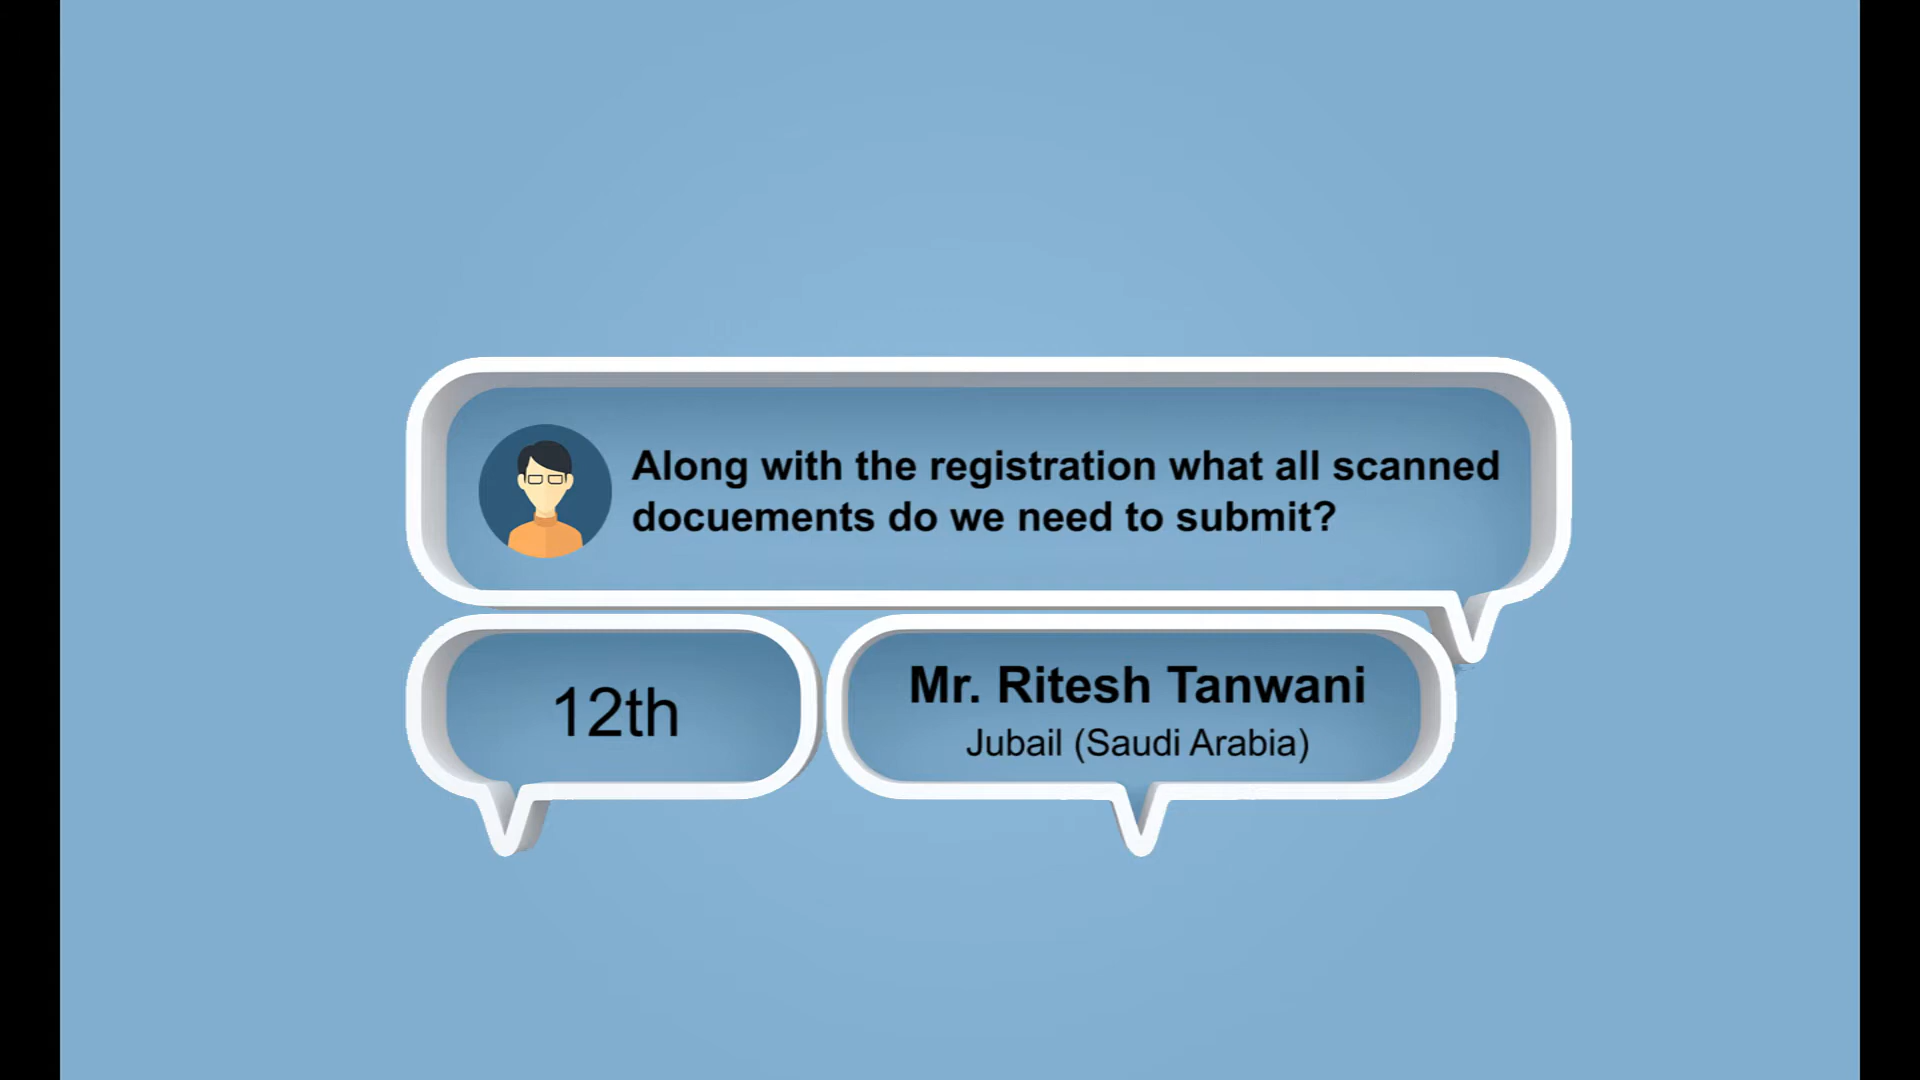 Along with the registration what all scanned
docuements do we need to submit?
12th
Mr. Ritesh Tanwani
Jubail (Saudi Arabia)